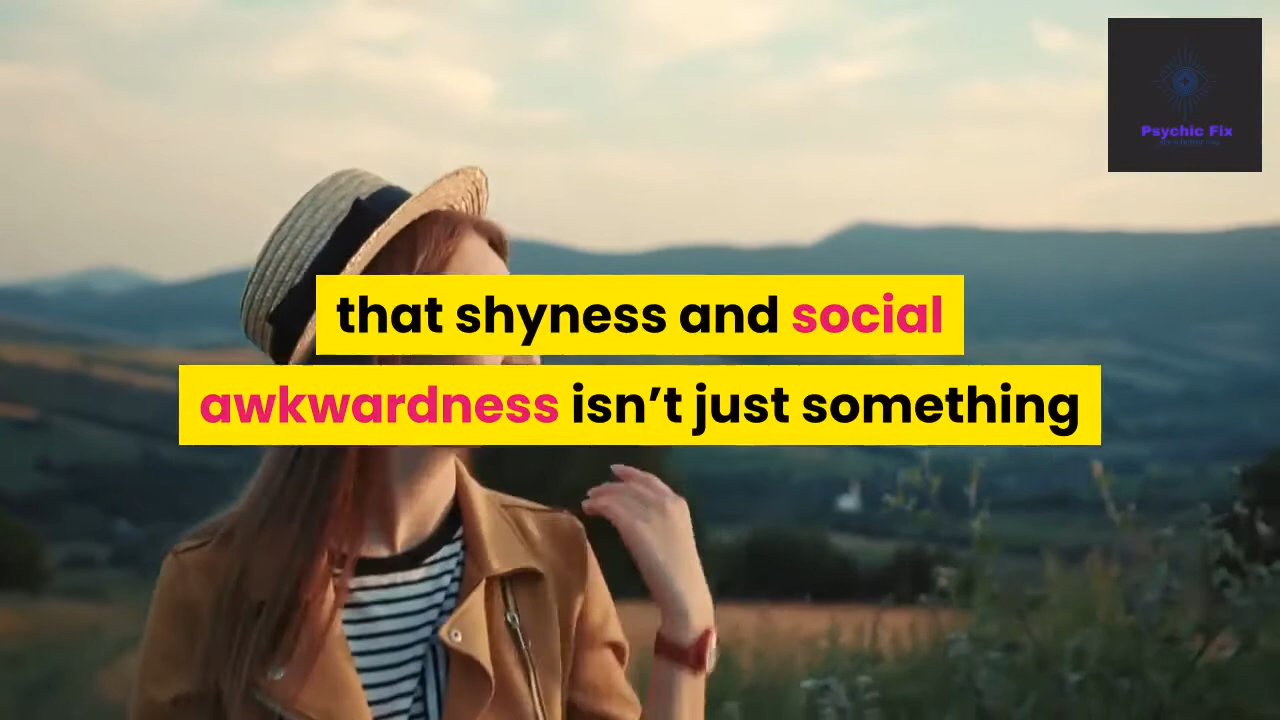 Psychic Fix
that shyness and social
awkwardness isn’t just something